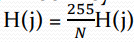 H(j) = 255/N H(j)